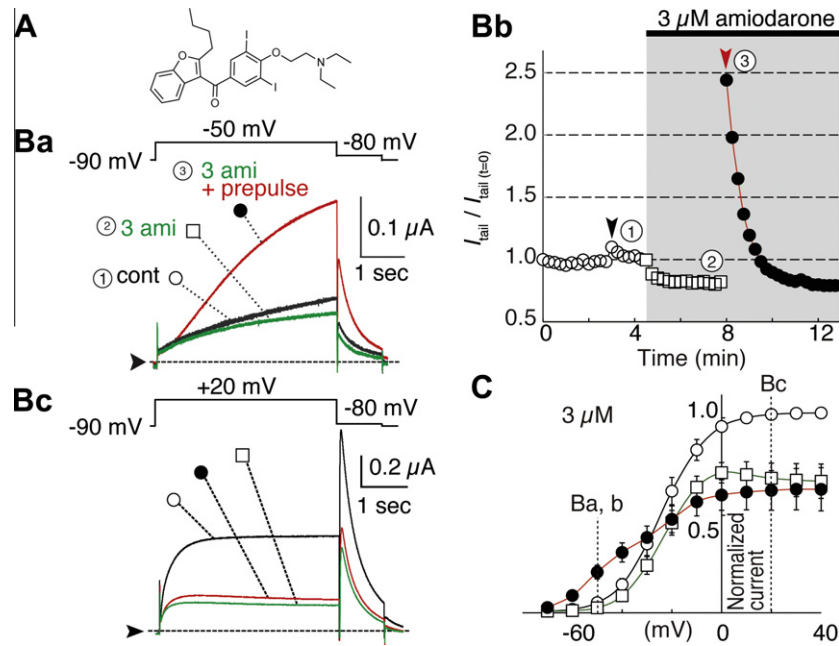 A
O
O
I
I
O
N
Ba
-50 mV
-80 mV
-90 mV
③ 3 ami
+ prepulse
② 3 ami
① cont
0.1 µA
1 sec
Bb
3 µM amiodarone
③
2.5
2.0
1.5
1.0
0.5
①
②
Itail / Itail (t=0)
0
4
8
12
Time (min)
Bc
+20 mV
-80 mV
-90 mV
0.2 µA
1 sec
C
3 µM
Bc
1.0
Ba, b
0.5
Normalized
current
-60
(mV)
0
40